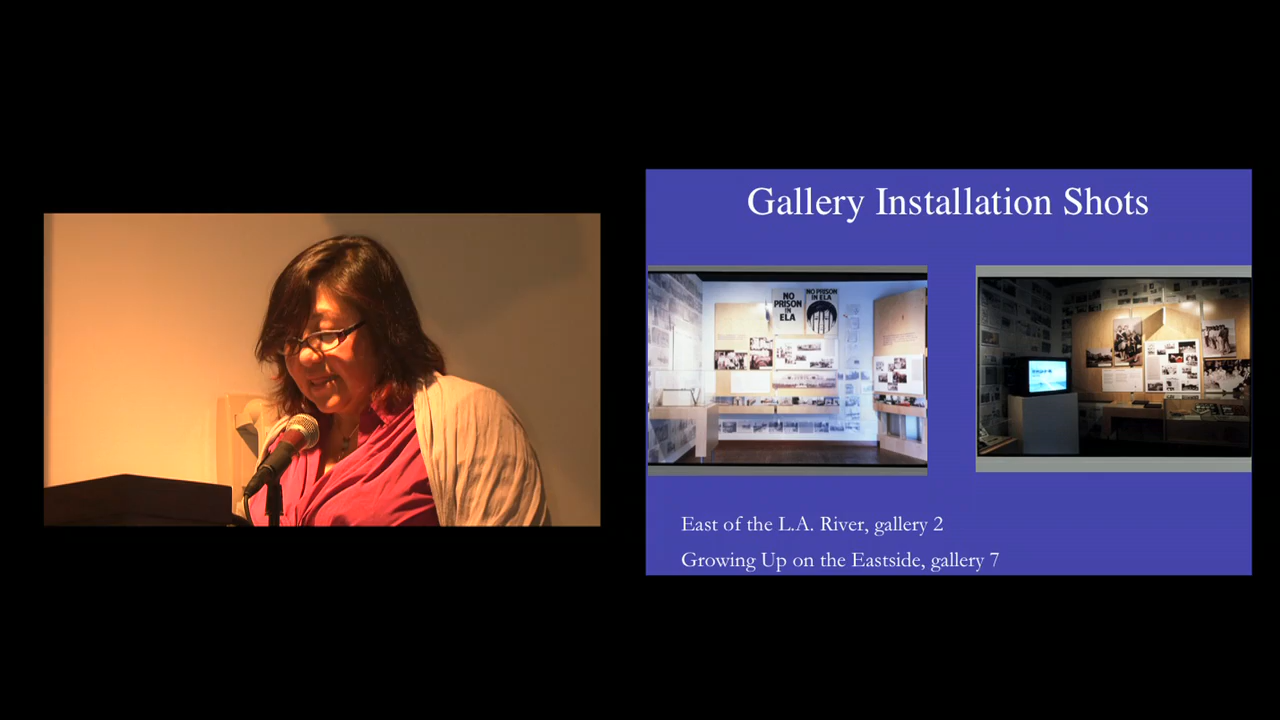 Gallery Installation Shots
NO
PRISON
IN
ELA
NO PRISON
IN ELA
East of the L.A. River, gallery 2
Growing Up on the Eastside, gallery 7